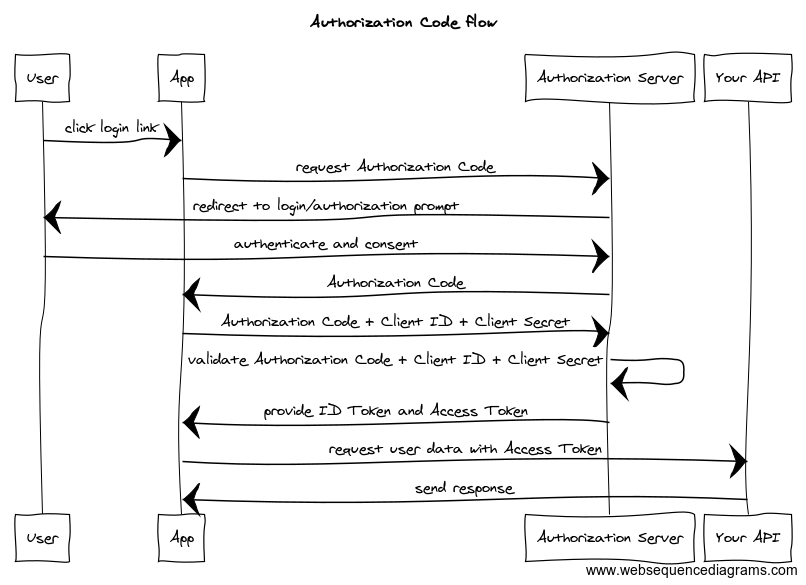 Authorization Code flow
User
App
Authorization Server
Your API
click login link
request Authorization Code
redirect to login/authorization prompt
authenticate and consent
Authorization Code
Authorization Code + Client ID + Client Secret
validate Authorization Code + Client ID + Client Secret
provide ID Token and Access Token
request user data with Access Token
send response
User
App
Authorization Server
Your API
www.websequencediagrams.com